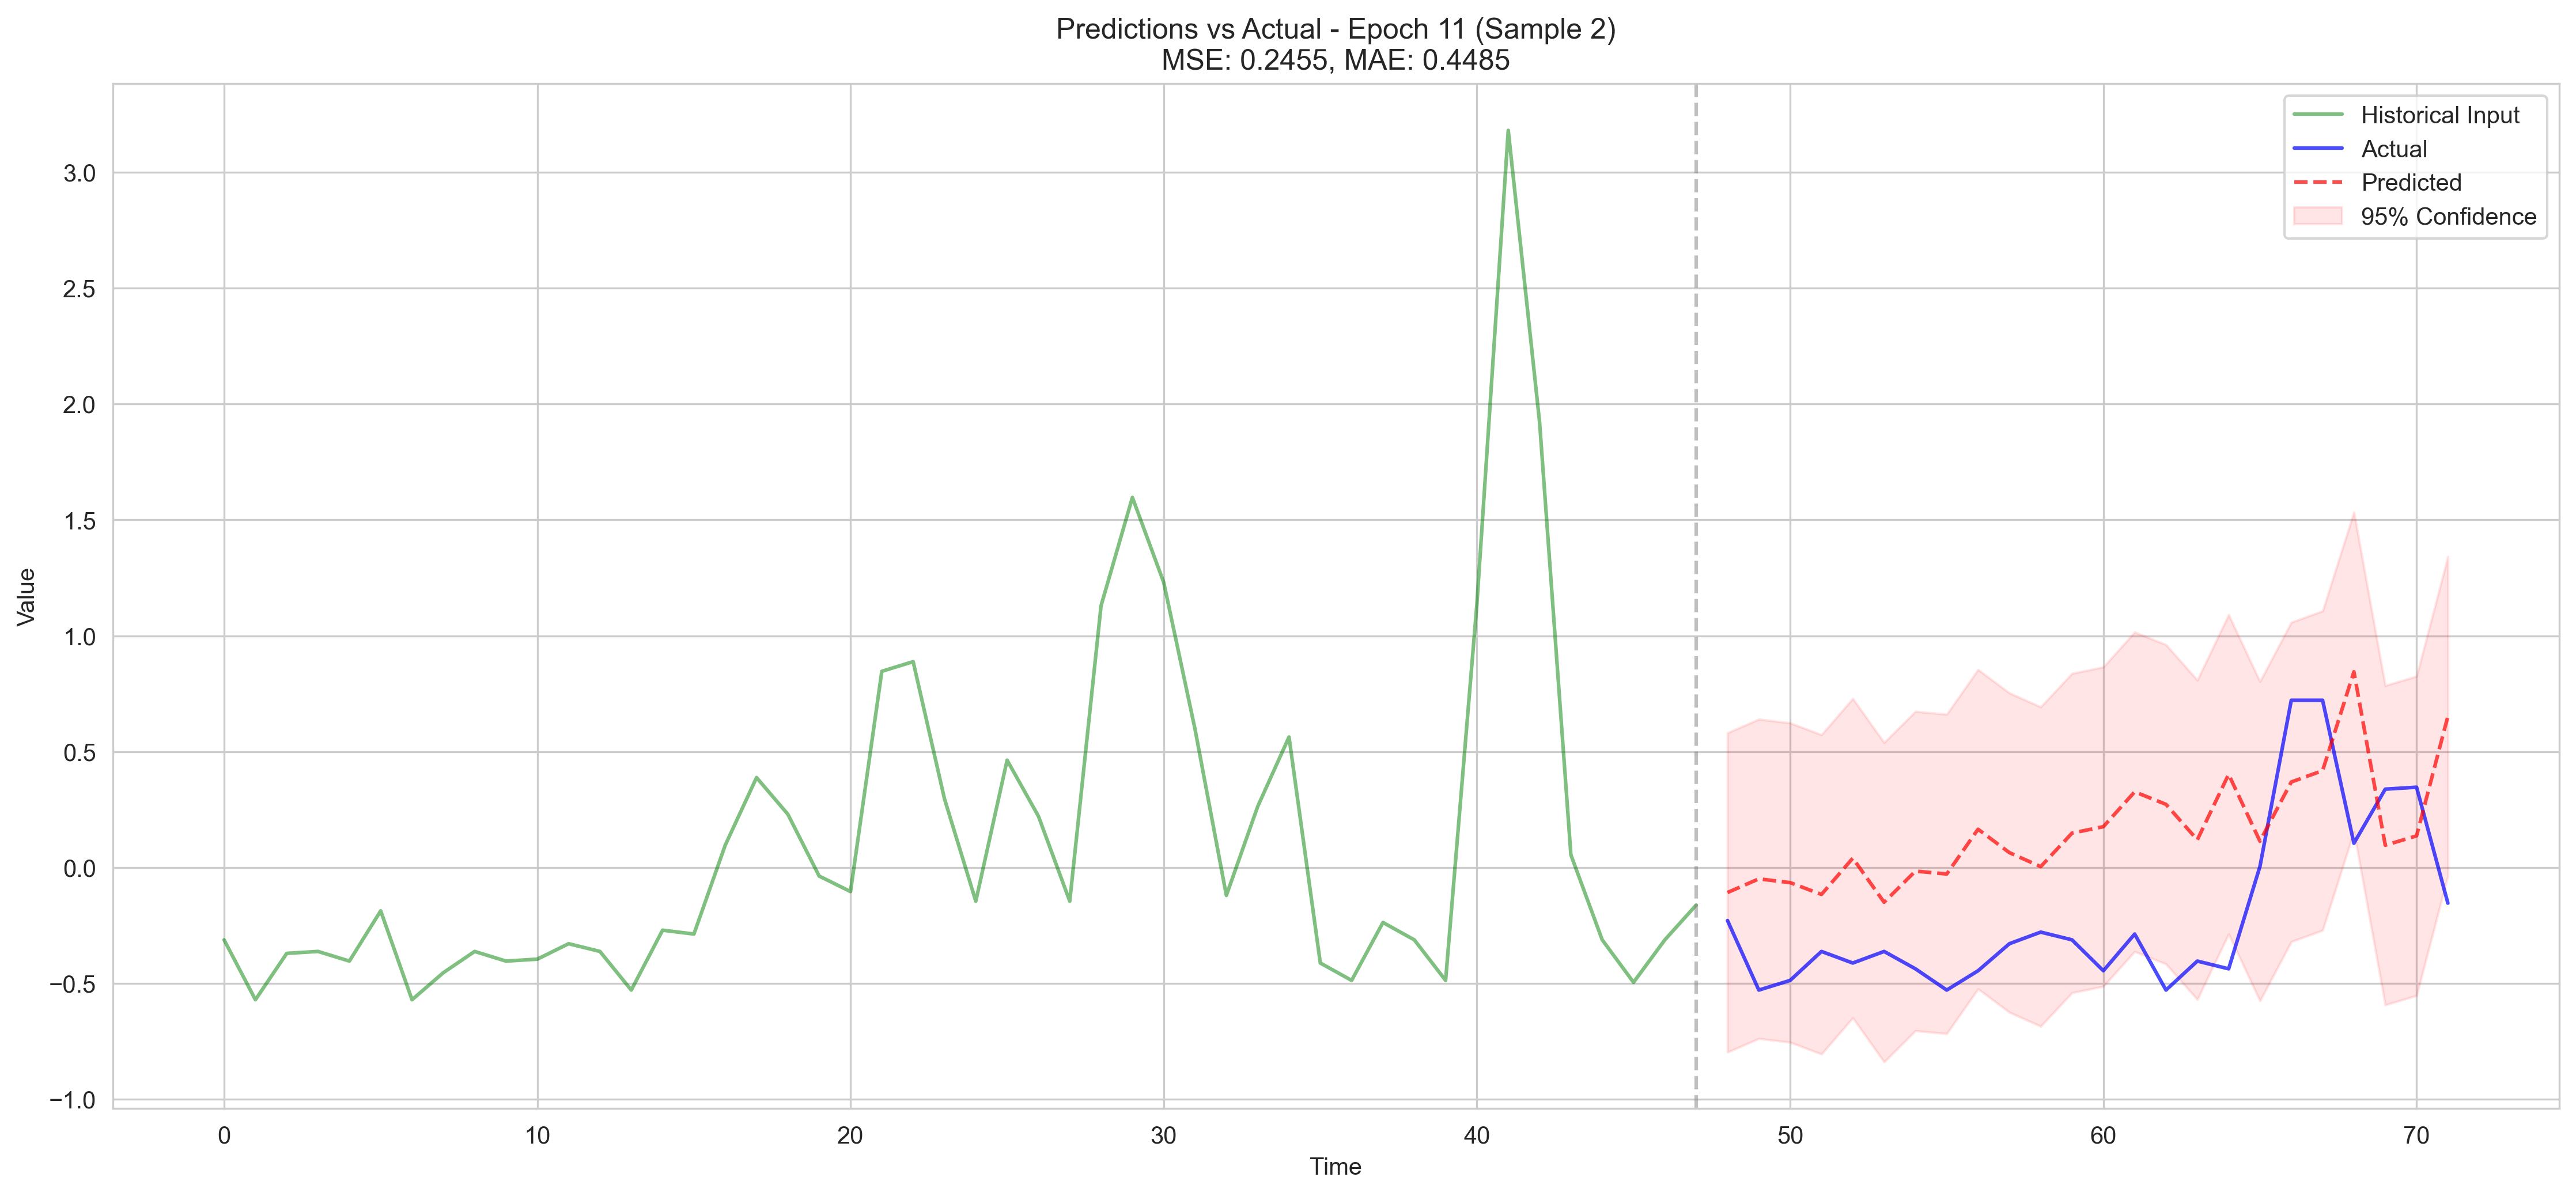 Predictions vs Actual - Epoch 11 (Sample 2)
MSE: 0.2455, MAE: 0.4485
Historical Input
Actual
Predicted
95% Confidence
Value
3.0
2.5
2.0
1.5
1.0
0.5
0.0
−0.5
−1.0
0 10 20 30 40 50 60 70
Time